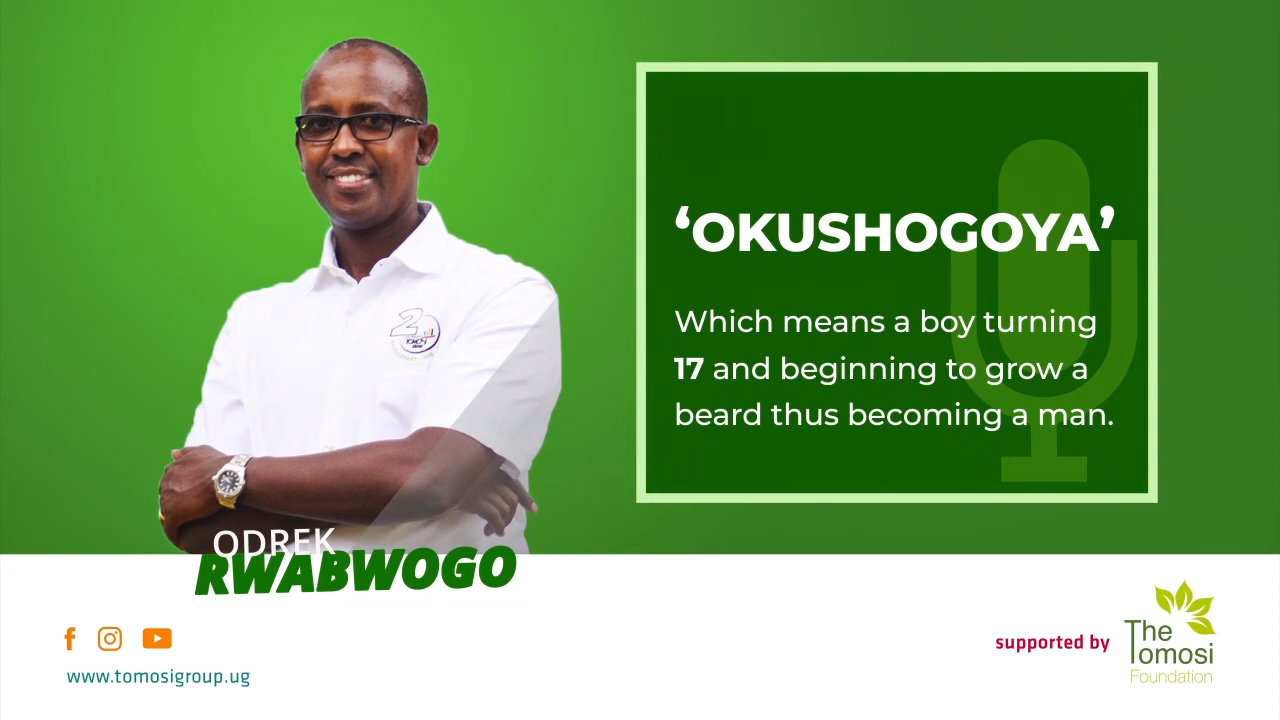 ‘OKUSHOGOYA’
Which means a boy turning
17 and beginning to grow a
beard thus becoming a man.
ODREK
RWABWOGO
www.tomosigroup.ug
supported by
The
Tomosi
Foundation